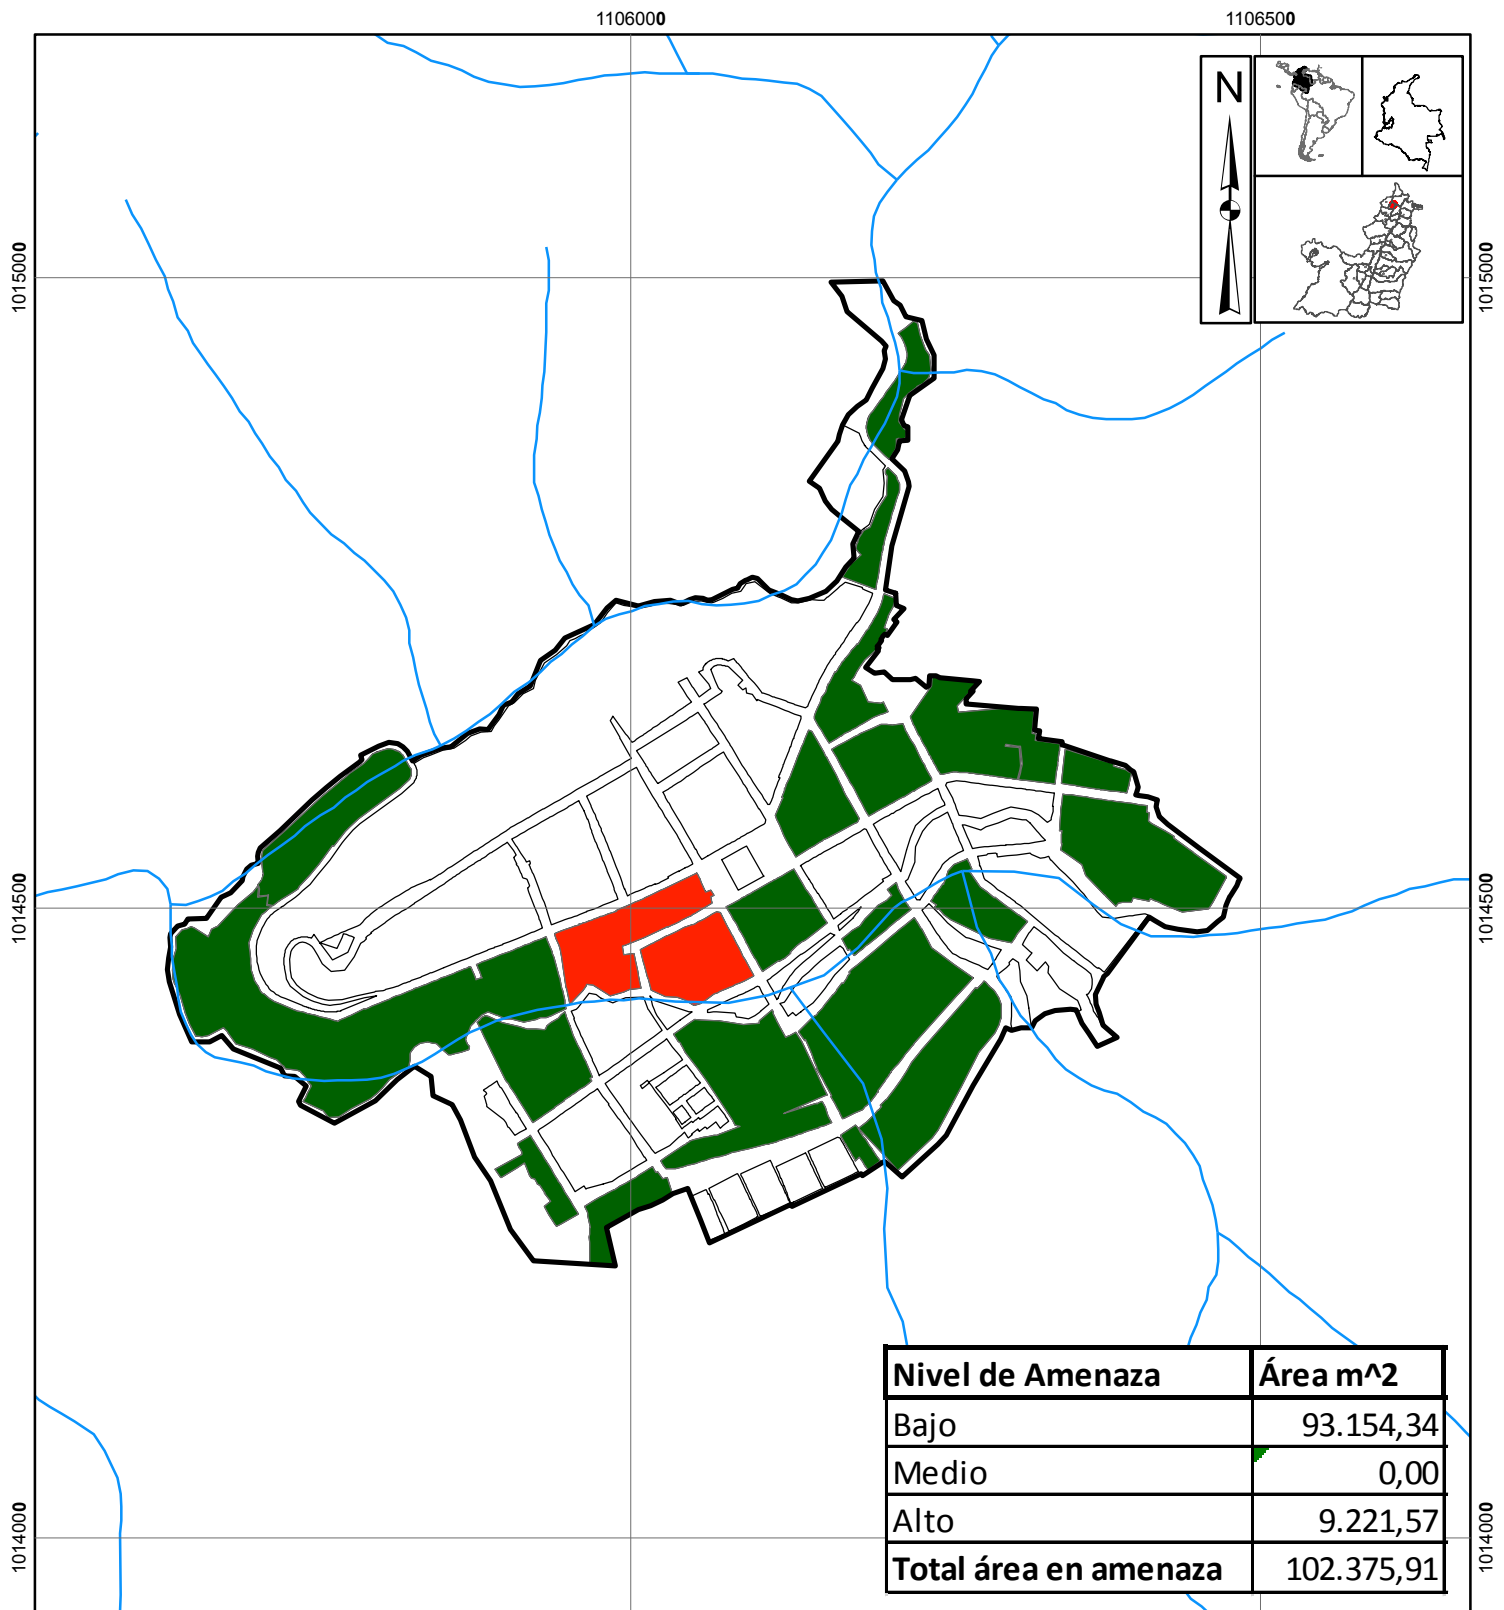 1106000 1106500
N
1015000 1015000
1014500 1014500
Nivel de Amenaza Área m^2
Bajo 93.154,34
Medio 0,00
Alto 9.221,57
1014000 1014000
Total área en amenaza 102.375,91